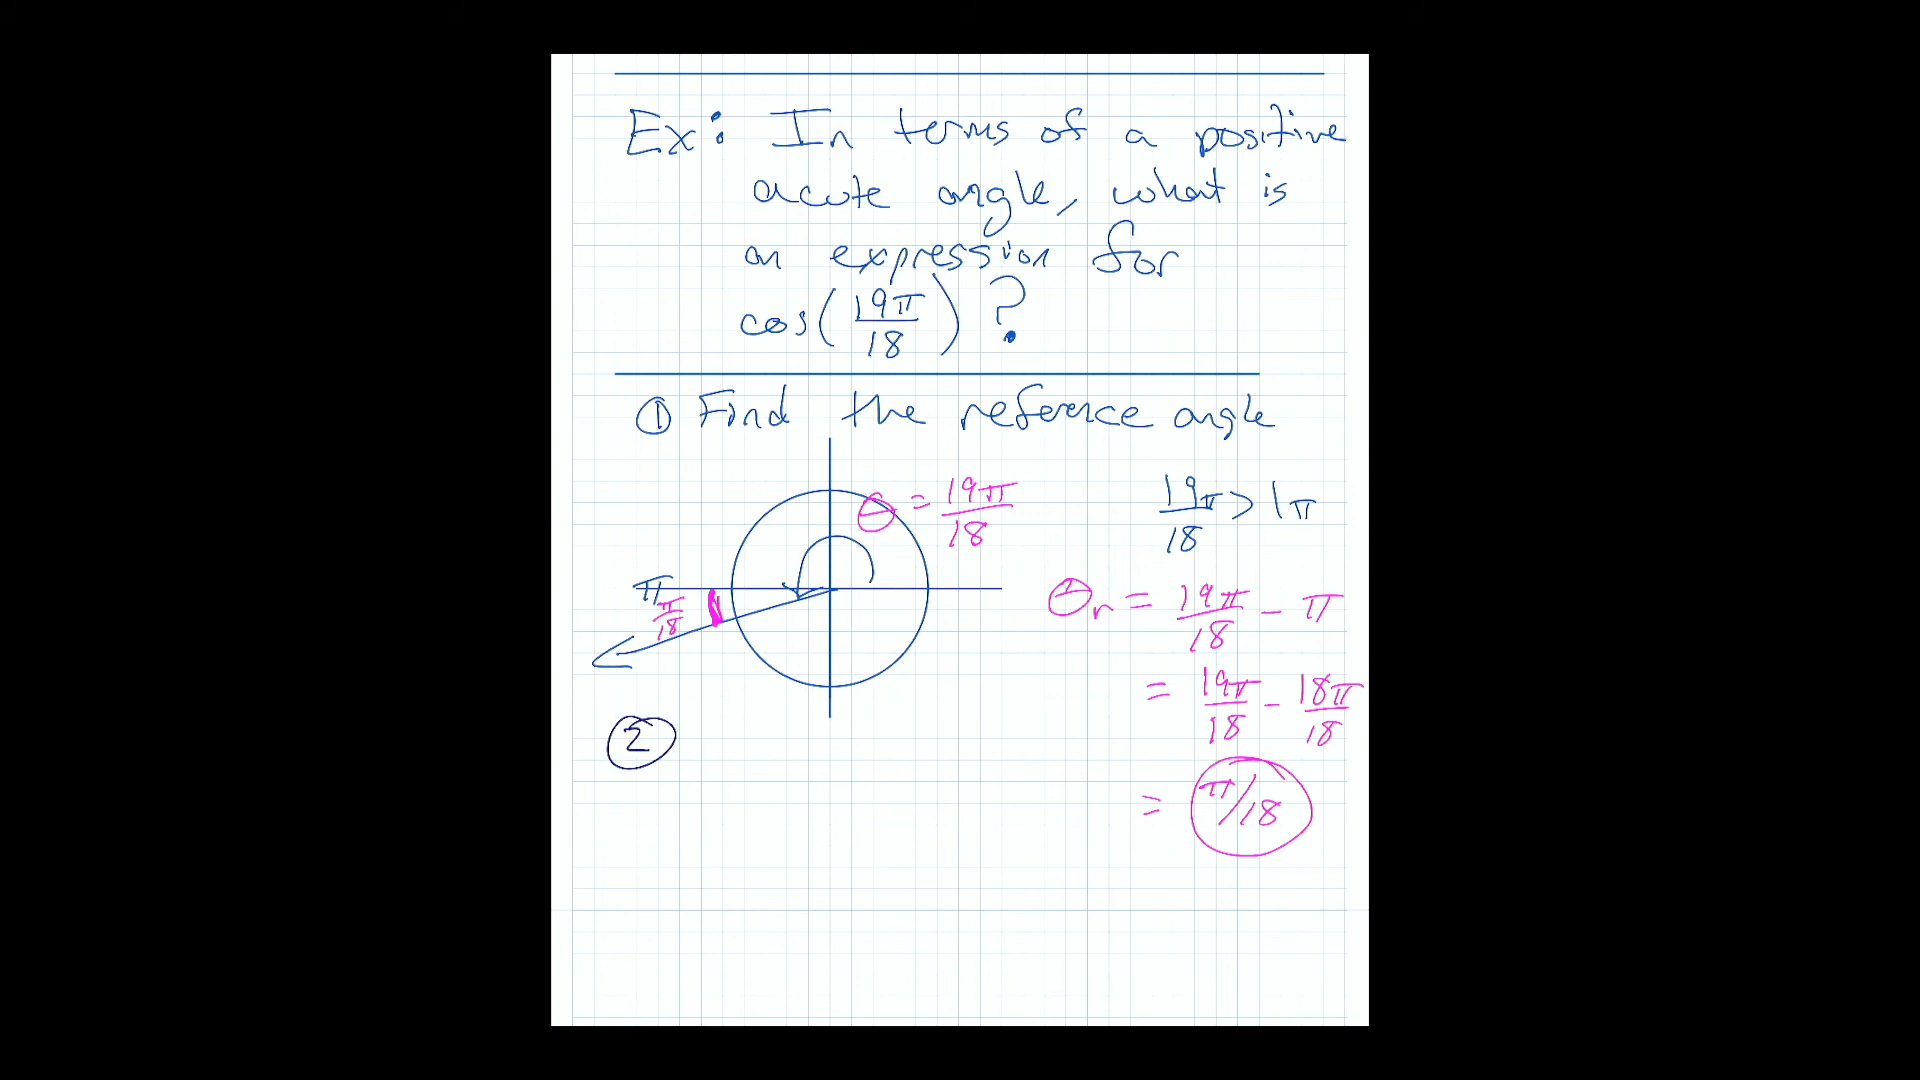 Ex: In terms of a positive
acute angle, what is
an expression for
cos(19π/18)?
① Find the reference angle
θ = 19π/18
19π/18 > 1π
π
π/18
θr = 19π/18 - π
= 19π/18 - 18π/18
②
= π/18